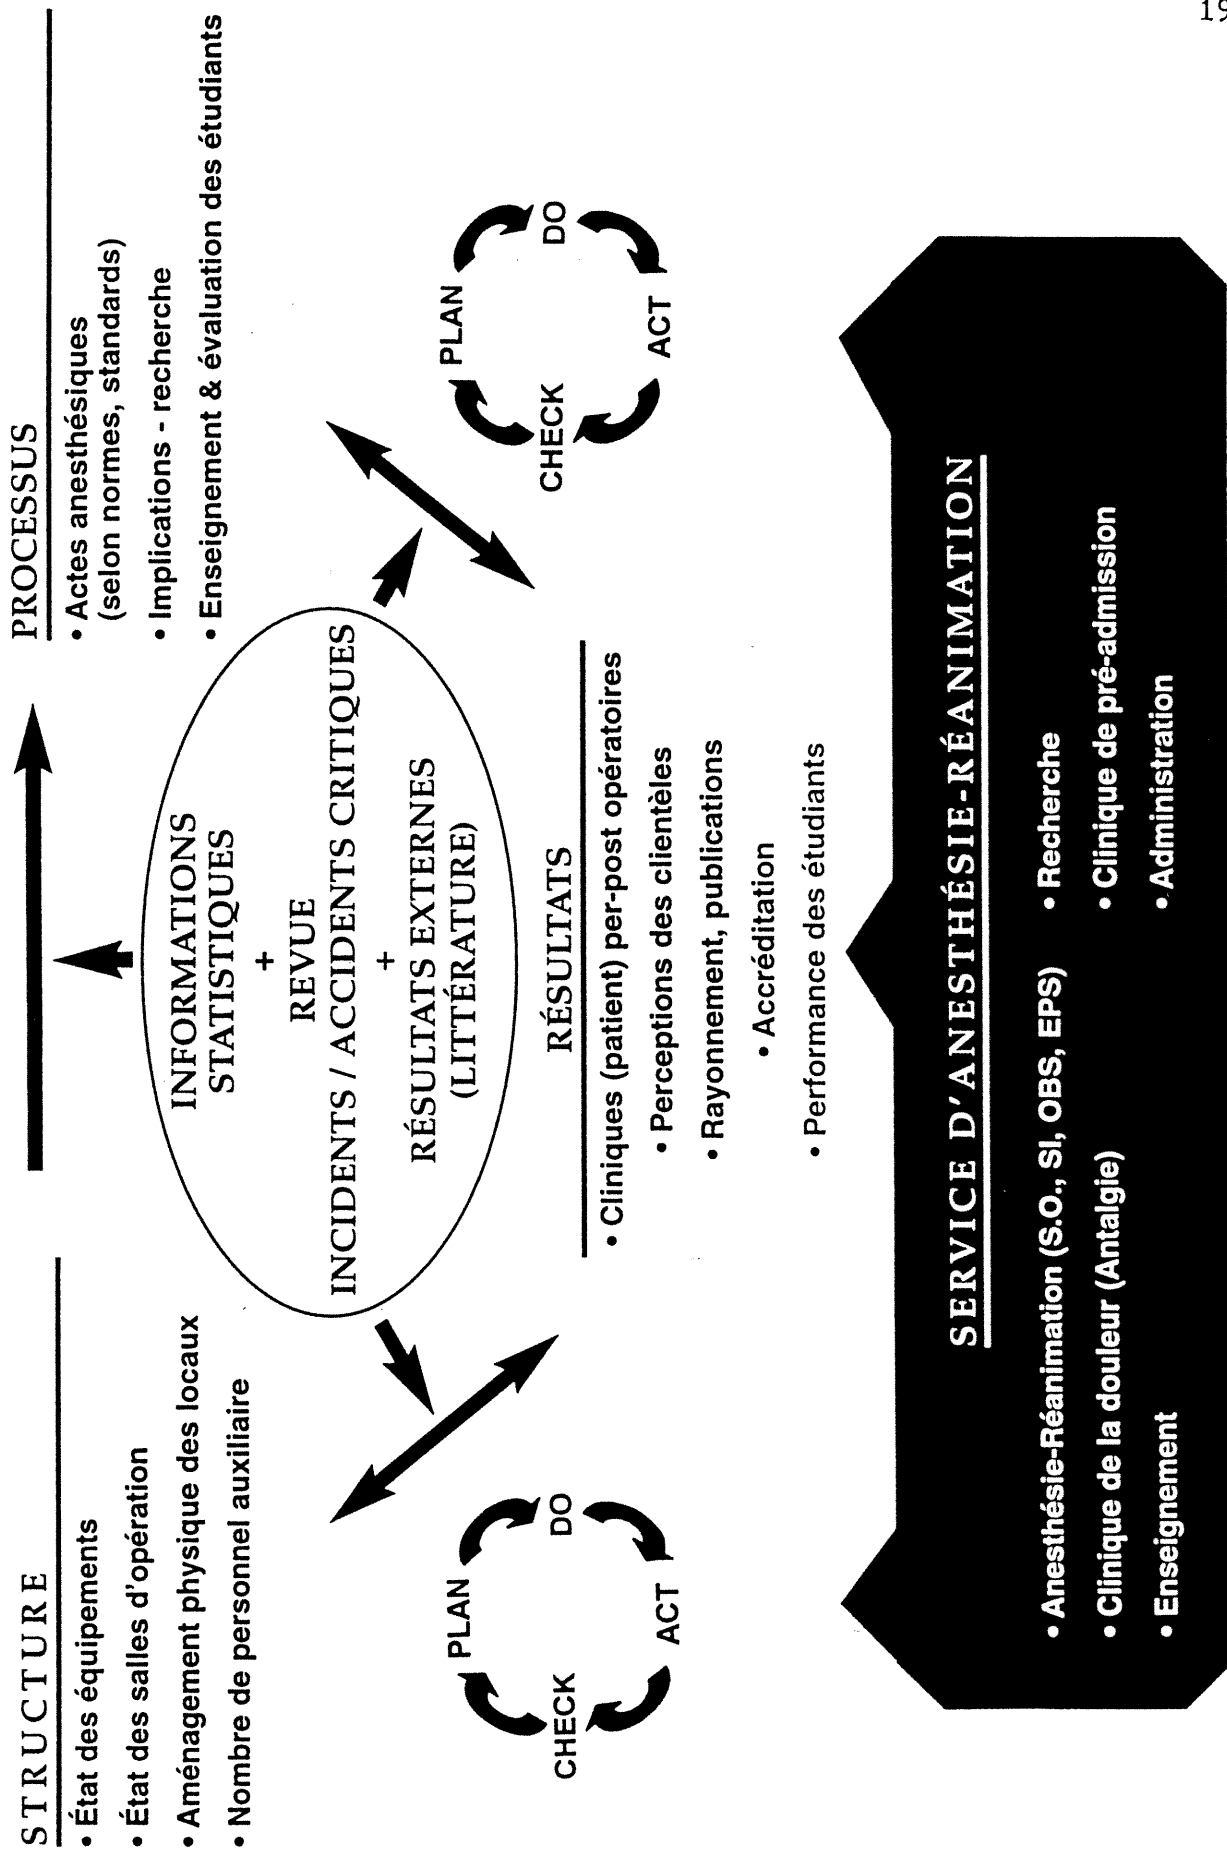 STRUCTURE
• État des équipements
• État des salles d'opération
• Aménagement physique des locaux
• Nombre de personnel auxiliaire
PROCESSUS
• Actes anesthésiques
(selon normes, standards)
• Implications - recherche
• Enseignement & évaluation des étudiants
INFORMATIONS
STATISTIQUES
+
REVUE
INCIDENTS / ACCIDENTS CRITIQUES
+
RÉSULTATS EXTERNES
(LITTÉRATURE)
PLAN
DO
ACT
CHECK
PLAN
DO
ACT
CHECK
RÉSULTATS
• Cliniques (patient) per-post opératoires
• Perceptions des clientèles
• Rayonnement, publications
• Accréditation
• Performance des étudiants
SERVICE D'ANESTHÉSIE-RÉANIMATION
• Anesthésie-Réanimation (S.O., SI, OBS, EPS)
• Clinique de la douleur (Antalgie)
• Enseignement
• Recherche
• Clinique de pré-admission
• Administration